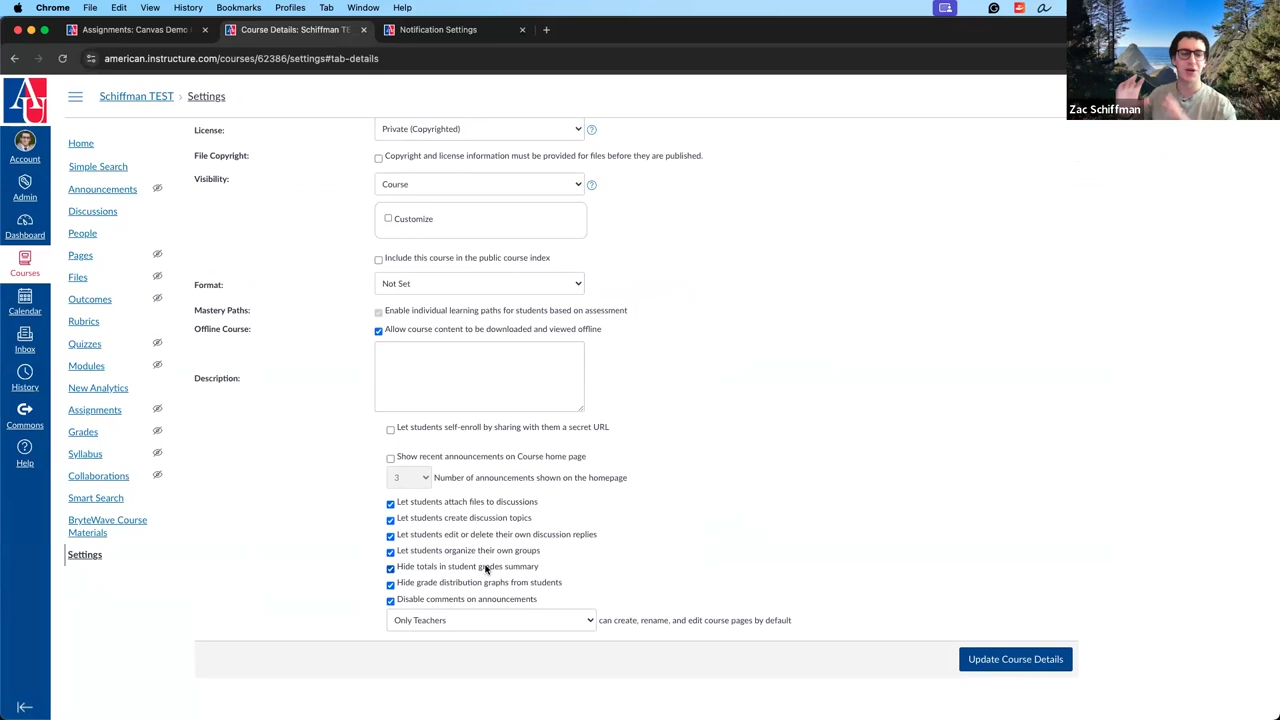 Chrome File Edit View History Bookmarks Profiles Tab Window Help
Assignments: Canvas Demo
Course Details: Schiffman TE
Notification Settings
american.instructure.com/courses/62386/settings#tab-details
Zac Schiffman
AU
Account
Admin
Dashboard
Courses
Calendar
Inbox
History
Commons
Help
Schiffman TEST › Settings
Home
Simple Search
Announcements
Discussions
People
Pages
Files
Outcomes
Rubrics
Quizzes
Modules
New Analytics
Assignments
Grades
Syllabus
Collaborations
Smart Search
BryteWave Course
Materials
Settings
License: Private (Copyrighted) ?
File Copyright: Copyright and license information must be provided for files before they are published.
Visibility: Course ?
Customize
Include this course in the public course index
Format: Not Set
Mastery Paths: Enable individual learning paths for students based on assessment
Offline Course: Allow course content to be downloaded and viewed offline
Description:
Let students self-enroll by sharing with them a secret URL
Show recent announcements on Course home page
3 Number of announcements shown on the homepage
Let students attach files to discussions
Let students create discussion topics
Let students edit or delete their own discussion replies
Let students organize their own groups
Hide totals in student grades summary
Hide grade distribution graphs from students
Disable comments on announcements
Only Teachers can create, rename, and edit course pages by default
Update Course Details